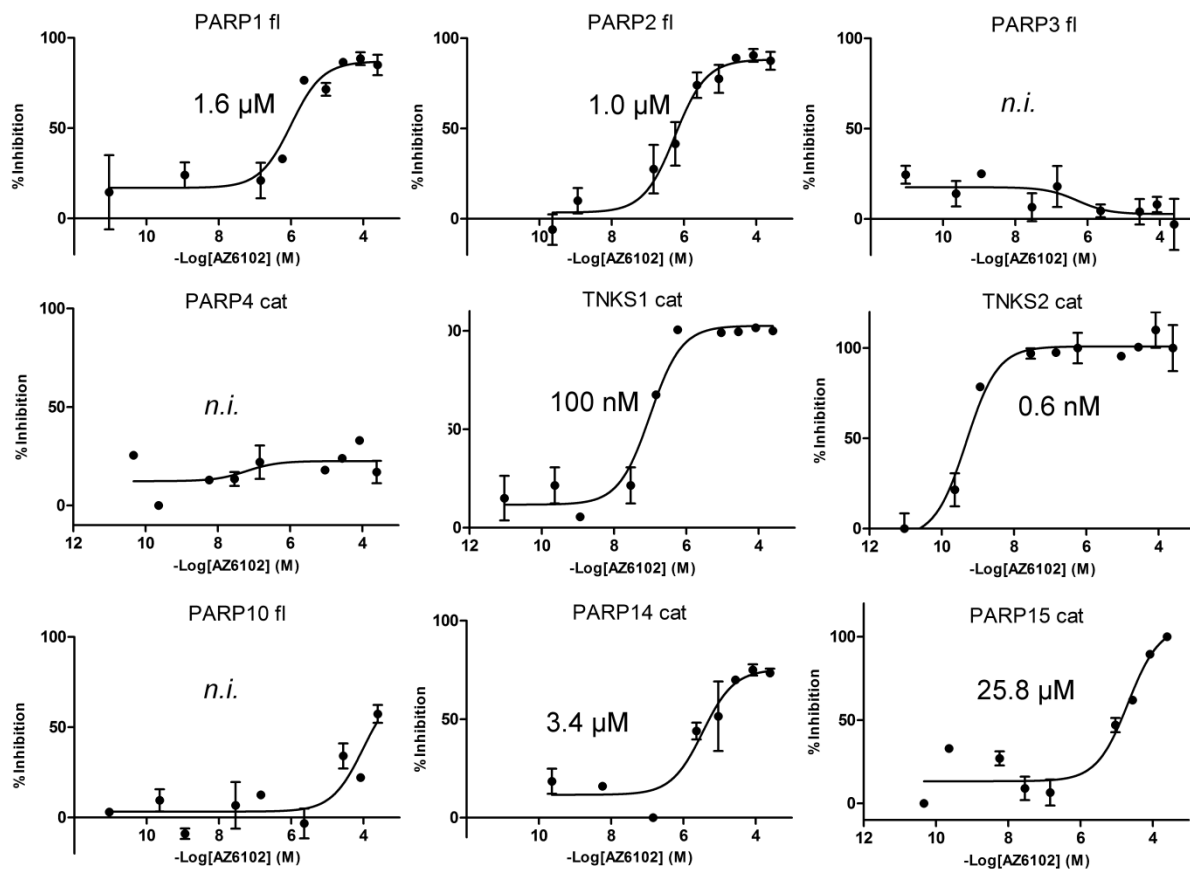 PARP1 fl
100
50
0
% Inhibition
1.6 µM
10 8 6 4
-Log[AZ6102] (M)
PARP2 fl
100
50
0
% Inhibition
1.0 µM
10 8 6 4
-Log[AZ6102] (M)
PARP3 fl
100
50
0
% Inhibition
n.i.
10 8 6 4
-Log[AZ6102] (M)
PARP4 cat
100
50
0
% Inhibition
n.i.
12 10 8 6 4
-Log[AZ6102] (M)
TNKS1 cat
100
50
0
% Inhibition
100 nM
12 10 8 6 4
-Log[AZ6102] (M)
TNKS2 cat
100
50
0
% Inhibition
0.6 nM
12 10 8 6 4
-Log[AZ6102] (M)
PARP10 fl
100
50
0
% Inhibition
n.i.
10 8 6 4
-Log[AZ6102] (M)
PARP14 cat
100
50
0
% Inhibition
3.4 µM
10 8 6 4
-Log[AZ6102] (M)
PARP15 cat
100
50
0
% Inhibition
25.8 µM
10 8 6 4
-Log[AZ6102] (M)